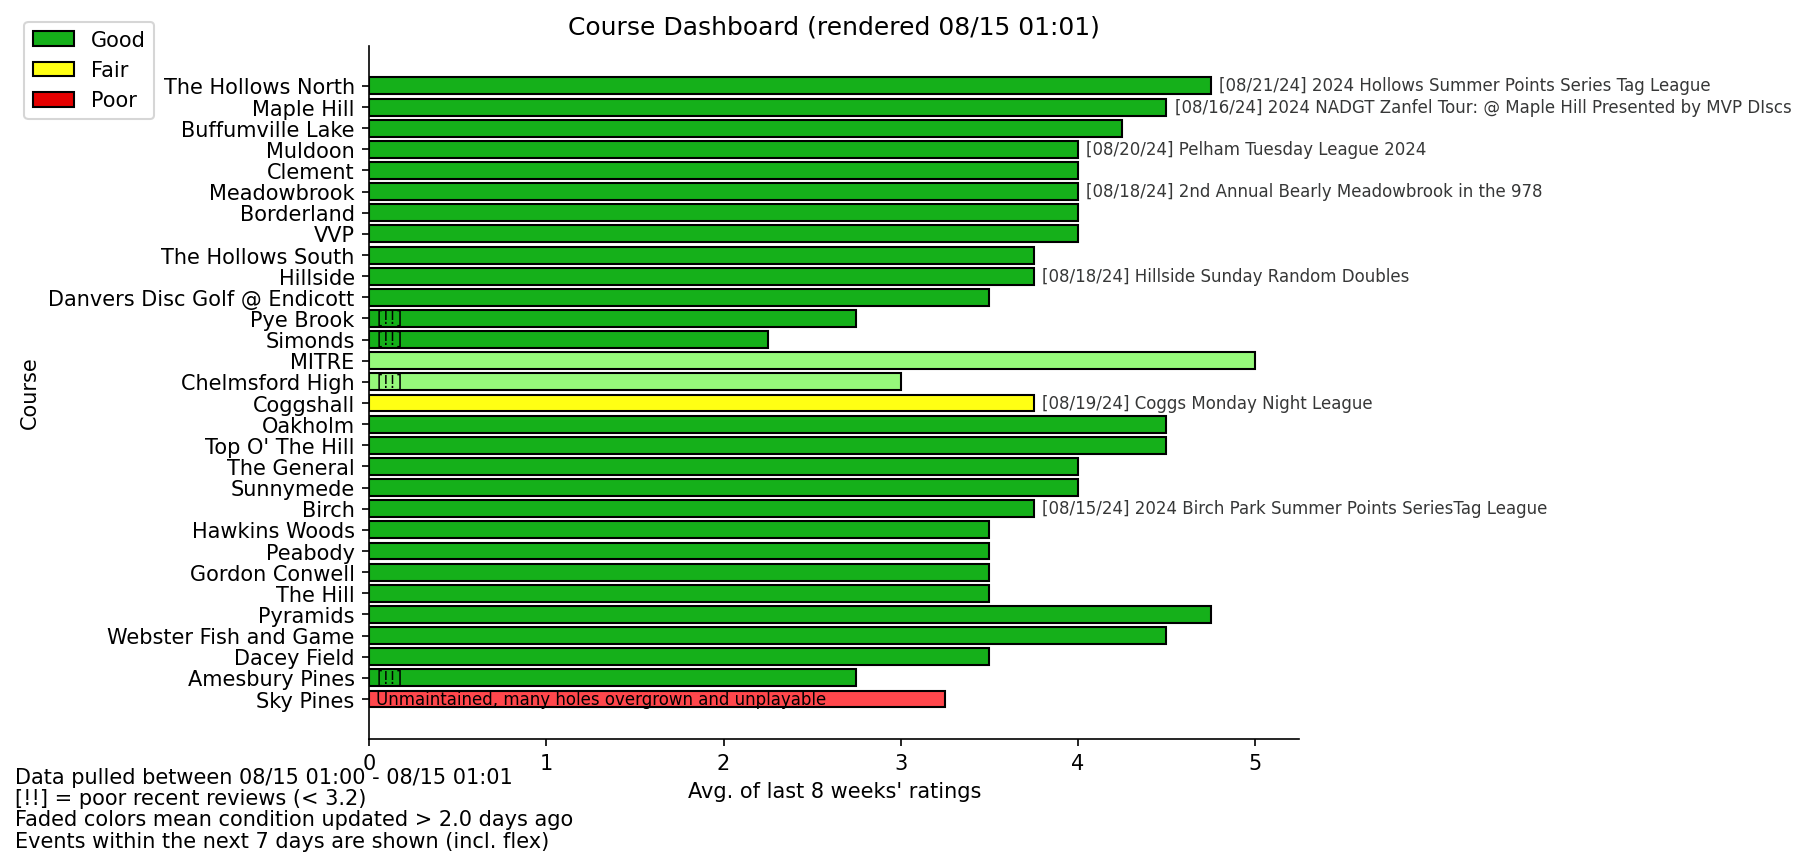 Course Dashboard (rendered 08/15 01:01)
Good
Fair
Poor
The Hollows North [08/21/24] 2024 Hollows Summer Points Series Tag League
Maple Hill [08/16/24] 2024 NADGT Zanfel Tour: @ Maple Hill Presented by MVP DIscs
Buffumville Lake
Muldoon [08/20/24] Pelham Tuesday League 2024
Clement
Meadowbrook [08/18/24] 2nd Annual Bearly Meadowbrook in the 978
Borderland
VVP
The Hollows South
Hillside [08/18/24] Hillside Sunday Random Doubles
Danvers Disc Golf @ Endicott
Pye Brook [!!]
Simonds [!!]
MITRE
Chelmsford High [!!]
Coggshall [08/19/24] Coggs Monday Night League
Oakholm
Top O' The Hill
The General
Sunnymede
Birch [08/15/24] 2024 Birch Park Summer Points SeriesTag League
Hawkins Woods
Peabody
Gordon Conwell
The Hill
Pyramids
Webster Fish and Game
Dacey Field
Amesbury Pines [!!]
Sky Pines Unmaintained, many holes overgrown and unplayable
Course
0 1 2 3 4 5
Avg. of last 8 weeks' ratings
Data pulled between 08/15 01:00 - 08/15 01:01
[!!] = poor recent reviews (< 3.2)
Faded colors mean condition updated > 2.0 days ago
Events within the next 7 days are shown (incl. flex)